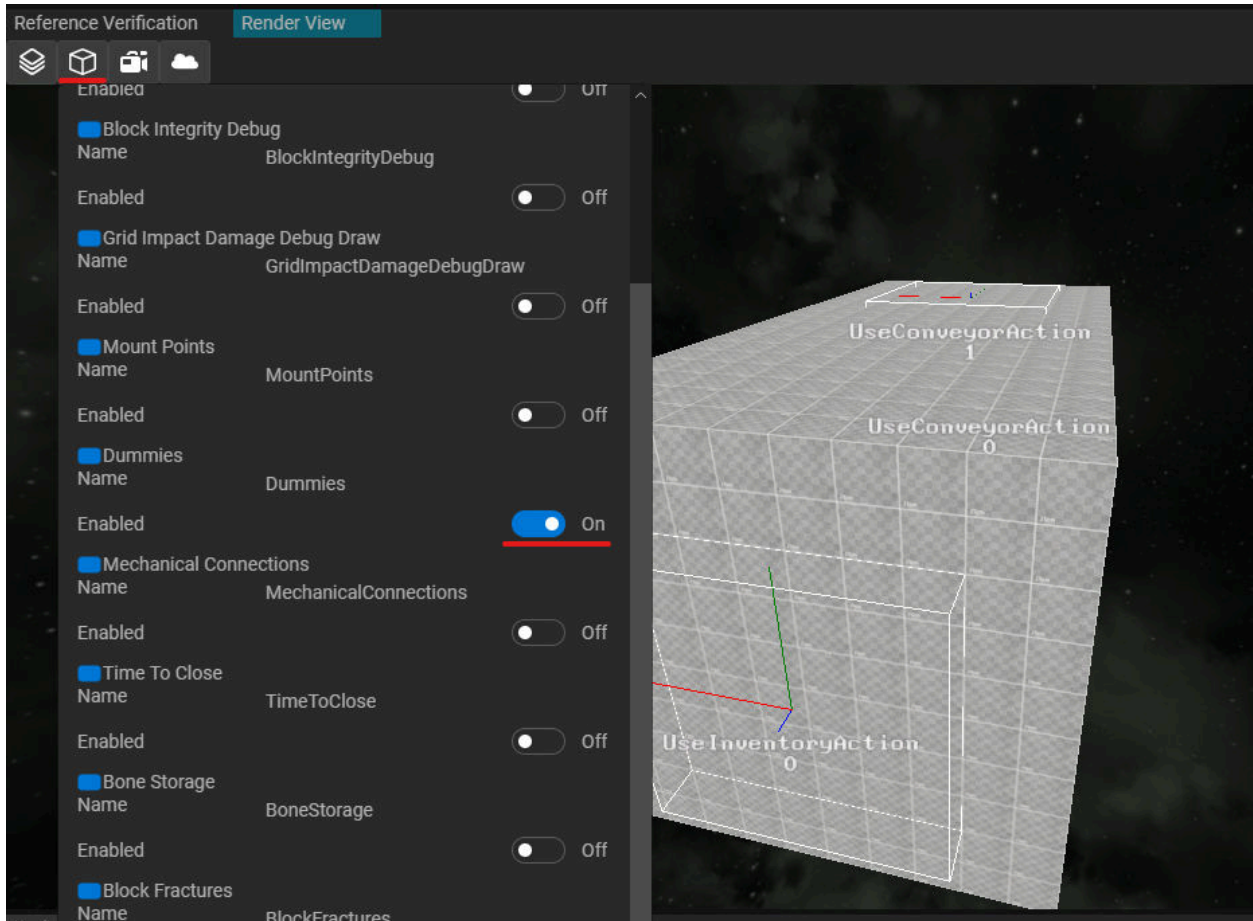 Reference Verification Render View
Enabled Off
Block Integrity Debug
Name BlockIntegrityDebug
Enabled Off
Grid Impact Damage Debug Draw
Name GridImpactDamageDebugDraw
Enabled Off
Mount Points
Name MountPoints
Enabled Off
Dummies
Name Dummies
Enabled On
Mechanical Connections
Name MechanicalConnections
Enabled Off
Time To Close
Name TimeToClose
Enabled Off
Bone Storage
Name BoneStorage
Enabled Off
Block Fractures
Name BlockFractures
UseConveyorAction
1
UseConveyorAction
0
UseInventoryAction
0